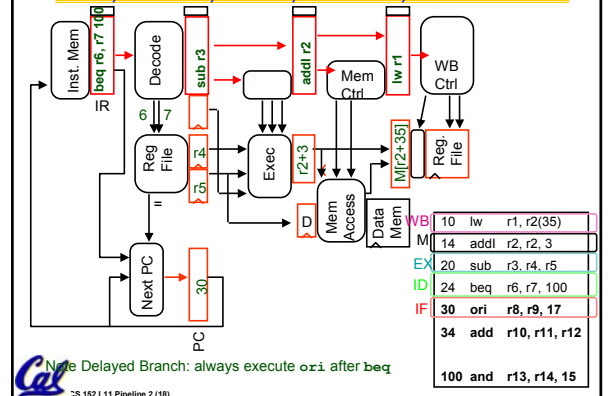 Inst. Mem
beq r6, r7 100
Decode
sub r3
addI r2
Mem
Ctrl
lw r1
WB
Ctrl
IR
6 7
Reg
File
r4
r5
Exec
r2+3
M[r2+35]
Reg.
File
=
D
Mem
Access
Data
Mem
Next PC
30
PC
WB 10 lw r1, r2(35)
M 14 addI r2, r2, 3
EX 20 sub r3, r4, r5
ID 24 beq r6, r7, 100
IF 30 ori r8, r9, 17
34 add r10, r11, r12
100 and r13, r14, 15
Note Delayed Branch: always execute ori after beq
Cal
CS 152 L11 Pipeline 2 (18)